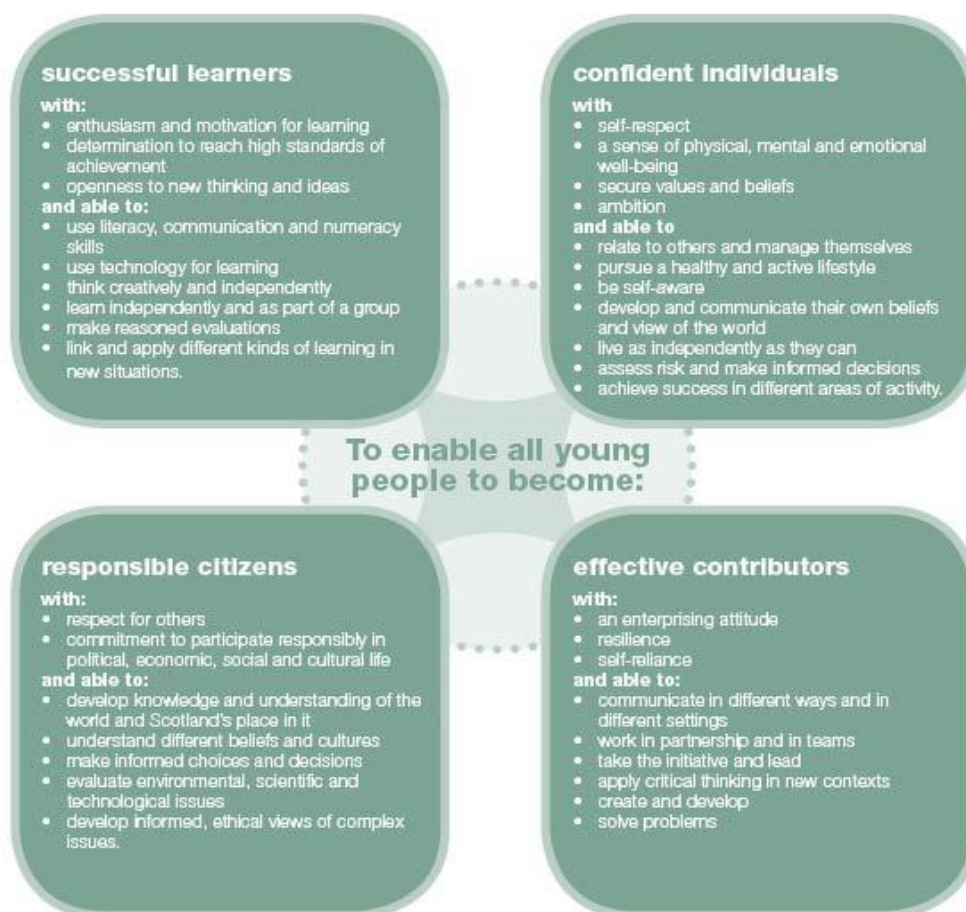 successful learners
with:
• enthusiasm and motivation for learning
• determination to reach high standards of
achievement
• openness to new thinking and ideas
and able to:
• use literacy, communication and numeracy
skills
• use technology for learning
• think creatively and independently
• learn independently and as part of a group
• make reasoned evaluations
• link and apply different kinds of learning in
new situations.
confident individuals
with
• self-respect
• a sense of physical, mental and emotional
well-being
• secure values and beliefs
• ambition
and able to
• relate to others and manage themselves
• pursue a healthy and active lifestyle
• be self-aware
• develop and communicate their own beliefs
and view of the world
• live as independently as they can
• assess risk and make informed decisions
• achieve success in different areas of activity.
To enable all young
people to become:
responsible citizens
with:
• respect for others
• commitment to participate responsibly in
political, economic, social and cultural life
and able to:
• develop knowledge and understanding of the
world and Scotland's place in it
• understand different beliefs and cultures
• make informed choices and decisions
• evaluate environmental, scientific and
technological issues
• develop informed, ethical views of complex
issues.
effective contributors
with:
• an enterprising attitude
• resilience
• self-reliance
and able to:
• communicate in different ways and in
different settings
• work in partnership and in teams
• take the initiative and lead
• apply critical thinking in new contexts
• create and develop
• solve problems